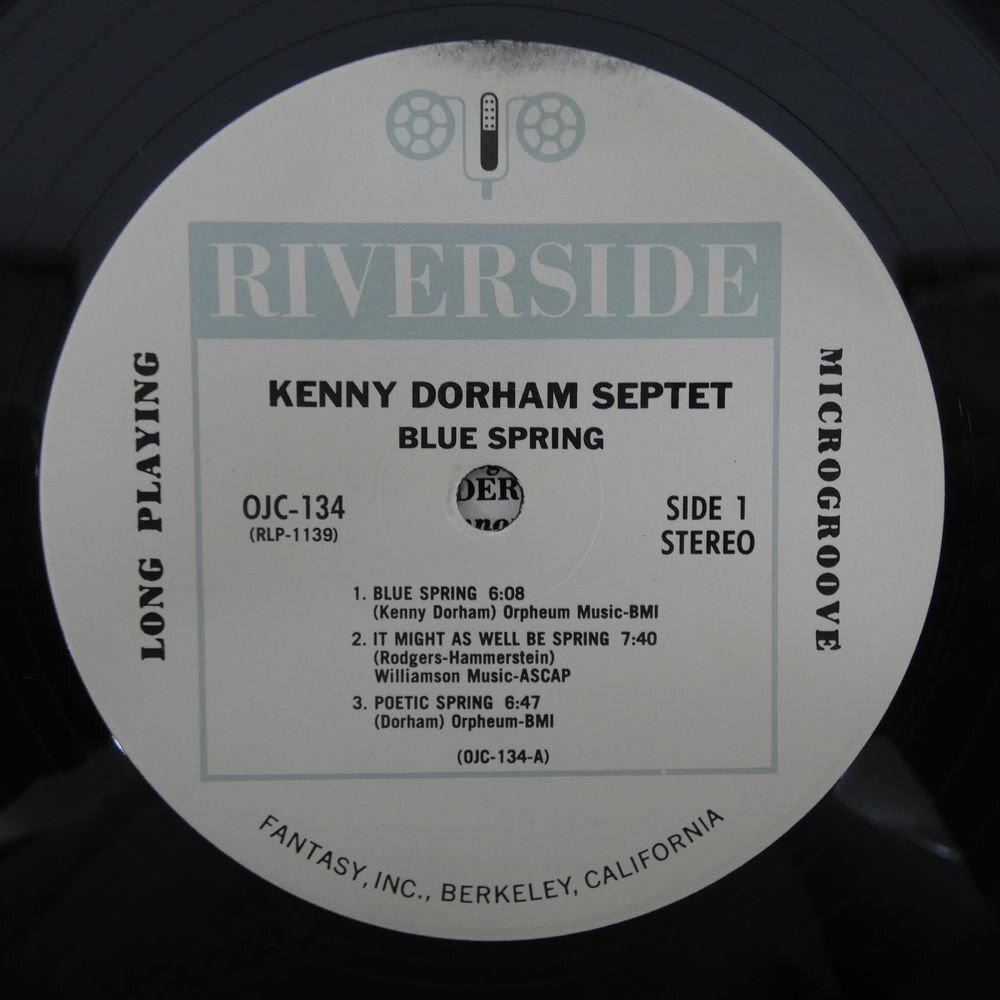 RIVERSIDE
LONG PLAYING
MICROGROOVE
KENNY DORHAM SEPTET
BLUE SPRING
OJC-134
(RLP-1139)
SIDE 1
STEREO
DER
1. BLUE SPRING 6:08
(Kenny Dorham) Orpheum Music-BMI
2. IT MIGHT AS WELL BE SPRING 7:40
(Rodgers-Hammerstein)
Williamson Music-ASCAP
3. POETIC SPRING 6:47
(Dorham) Orpheum-BMI
(OJC-134-A)
FANTASY, INC., BERKELEY, CALIFORNIA